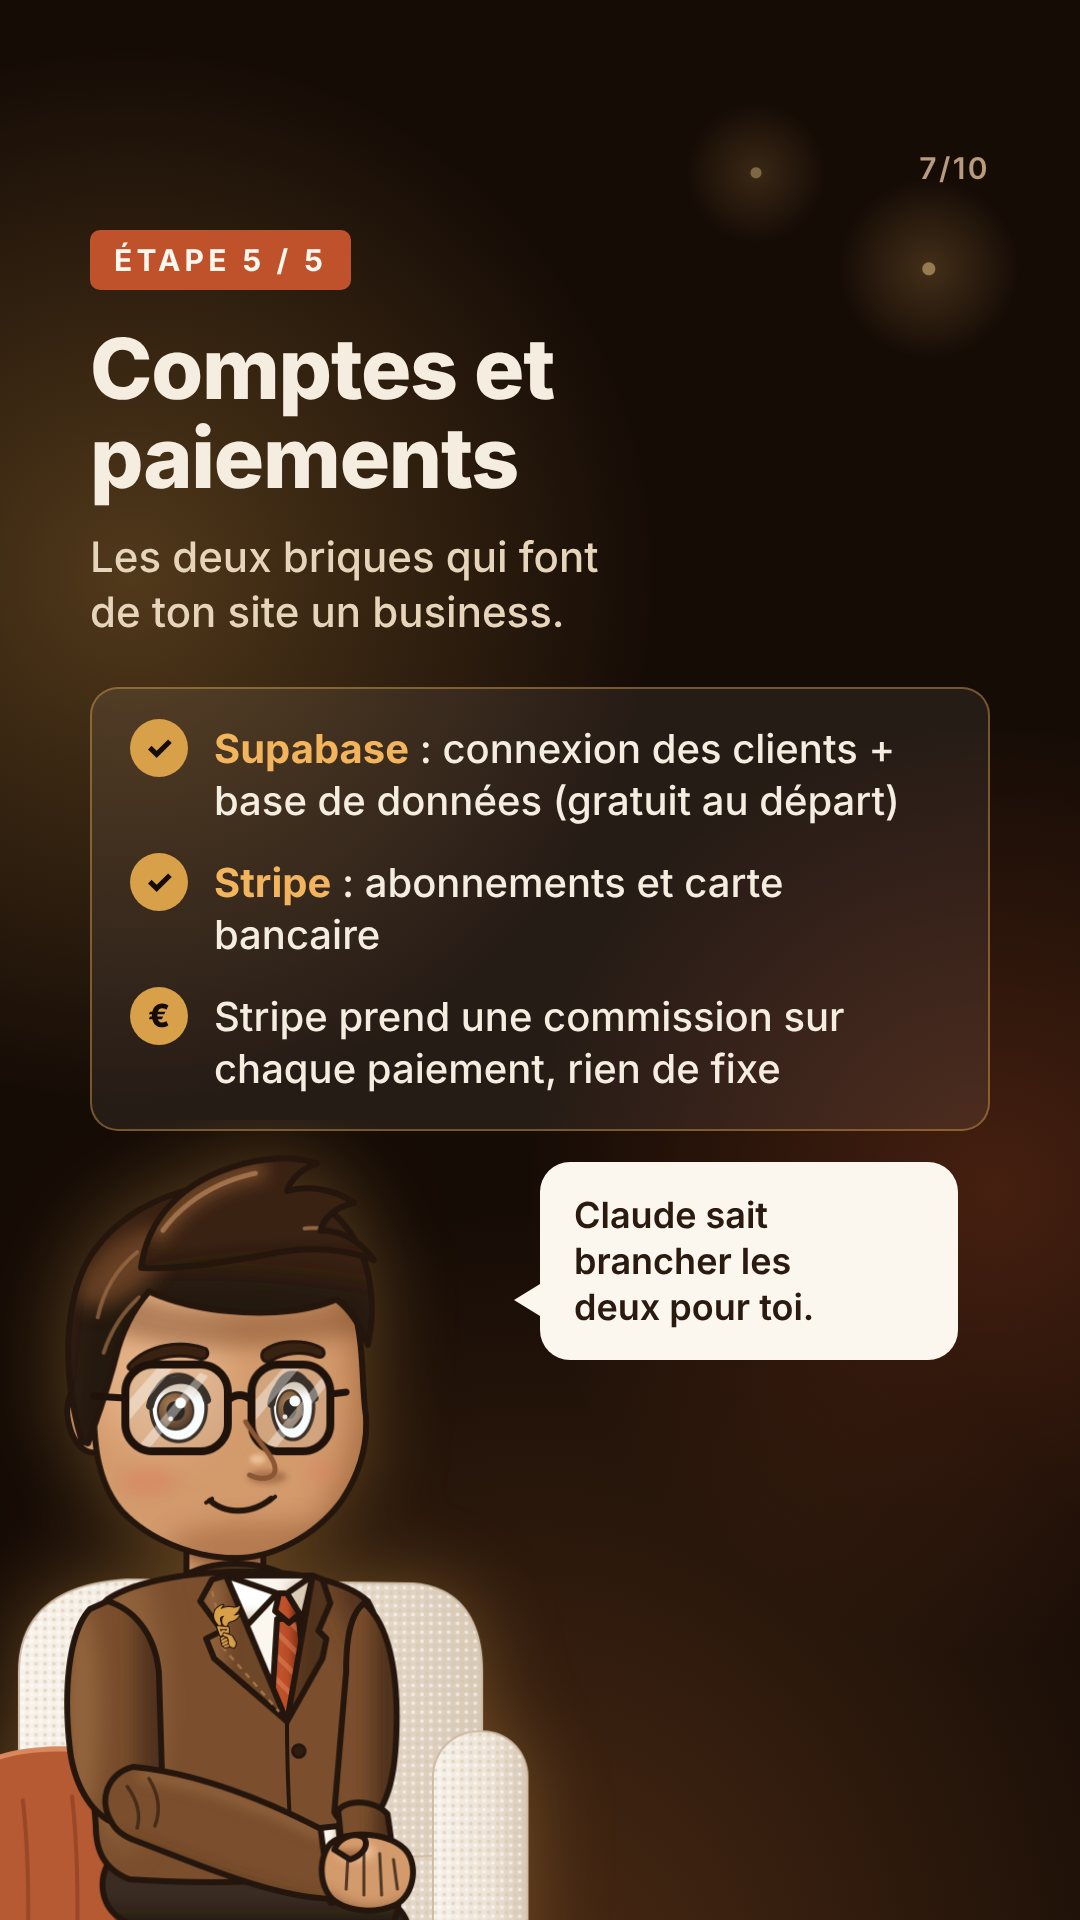 7/10
ÉTAPE 5 / 5
Comptes et
paiements
Les deux briques qui font
de ton site un business.
Supabase : connexion des clients +
base de données (gratuit au départ)
Stripe : abonnements et carte
bancaire
€ Stripe prend une commission sur
chaque paiement, rien de fixe
Claude sait
brancher les
deux pour toi.